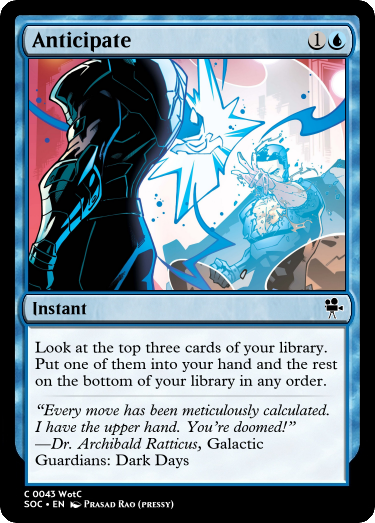 Anticipate 1
Instant
Look at the top three cards of your library.
Put one of them into your hand and the rest
on the bottom of your library in any order.
“Every move has been meticulously calculated.
I have the upper hand. You’re doomed!”
—Dr. Archibald Ratticus, Galactic
Guardians: Dark Days
C 0043 WotC
SOC • EN Prasad Rao (pressy)